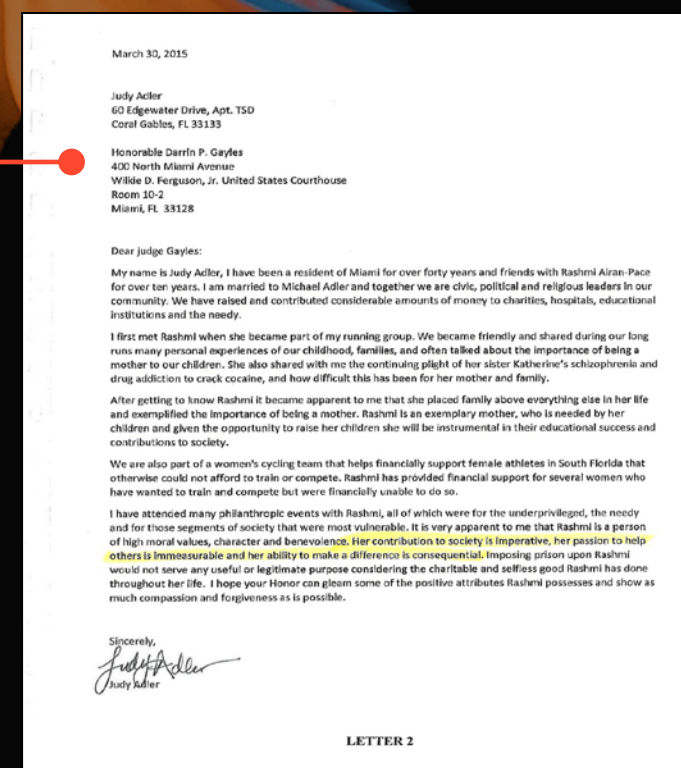 March 30, 2015
Judy Adler
60 Edgewater Drive, Apt. TSD
Coral Gables, FL 33133
Honorable Darrin P. Gayles
400 North Miami Avenue
Wilide D. Ferguson, Jr. United States Courthouse
Room 10-2
Miami, FL 33128
Dear judge Gayles:
My name is Judy Adler, I have been a resident of Miami for over forty years and friends with Rashmi Airan-Pace
for over ten years. I am married to Michael Adler and together we are civic, political and religious leaders in our
community. We have raised and contributed considerable amounts of money to charities, hospitals, educational
institutions and the needy.
I first met Rashmi when she became part of my running group. We became friendly and shared during our long
runs many personal experiences of our childhood, families, and often talked about the importance of being a
mother to our children. She also shared with me the continuing plight of her sister Katherine's schizophrenia and
drug addiction to crack cocaine, and how difficult this has been for her mother and family.
After getting to know Rashmi it became apparent to me that she placed family above everything else in her life
and exemplified the importance of being a mother. Rashmi is an exemplary mother, who is needed by her
children and given the opportunity to raise her children she will be instrumental in their educational success and
contributions to society.
We are also part of a women's cycling team that helps financially support female athletes in South Florida that
otherwise could not afford to train or compete. Rashmi has provided financial support for several women who
have wanted to train and compete but were financially unable to do so.
I have attended many philanthropic events with Rashmi, all of which were for the underprivileged, the needy
and for those segments of society that were most vulnerable. It is very apparent to me that Rashmi is a person
of high moral values, character and benevolence. Her contribution to society is imperative, her passion to help
others is immeasurable and her ability to make a difference is consequential. Imposing prison upon Rashmi
would not serve any useful or legitimate purpose considering the charitable and selfless good Rashmi has done
throughout her life. I hope your Honor can gleam some of the positive attributes Rashmi possesses and show as
much compassion and forgiveness as is possible.
Sincerely,
Judy Adler
Judy Adler
LETTER 2